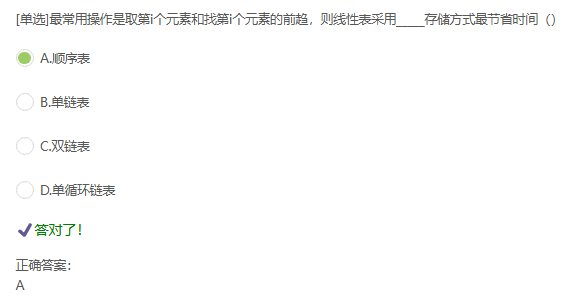 [单选]最常用操作是取第i个元素和找第i个元素的前趋，则线性表采用_____存储方式最节省时间（）
A.顺序表
B.单链表
C.双链表
D.单循环链表
答对了！
正确答案：
A